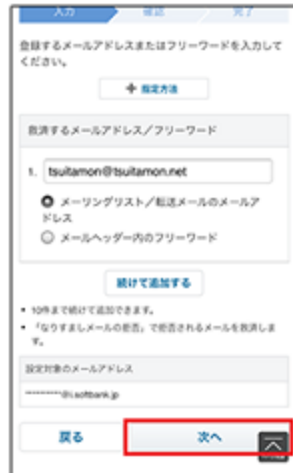 入力 確認 完了
登録するメールアドレスまたはフリーワードを入力して
ください。
+ 指定方法
救済するメールアドレス/フリーワード
1. tsuitamon@tsuitamon.net
メーリングリスト/転送メールのメールア
ドレス
メールヘッダー内のフリーワード
続けて追加する
• 10件まで続けて追加できます。
• 「なりすましメールの拒否」で拒否されるメールを救済しま
す。
設定対象のメールアドレス
*********@i.softbank.jp
戻る 次へ